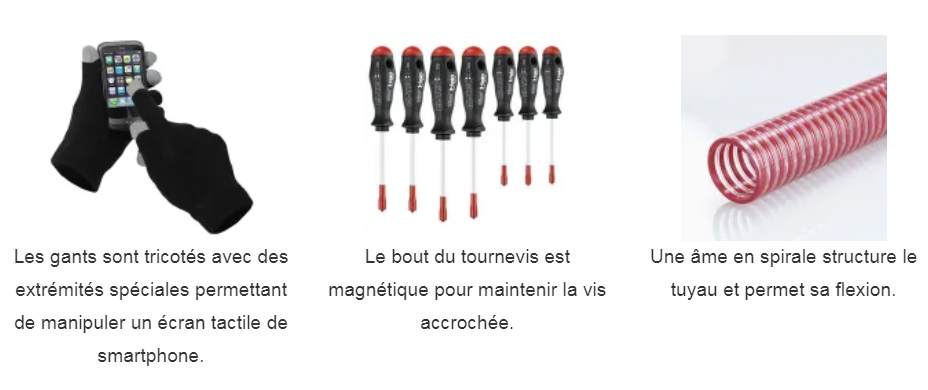 Les gants sont tricotés avec des
extrémités spéciales permettant
de manipuler un écran tactile de
smartphone.
Le bout du tournevis est
magnétique pour maintenir la vis
accrochée.
Une âme en spirale structure le
tuyau et permet sa flexion.